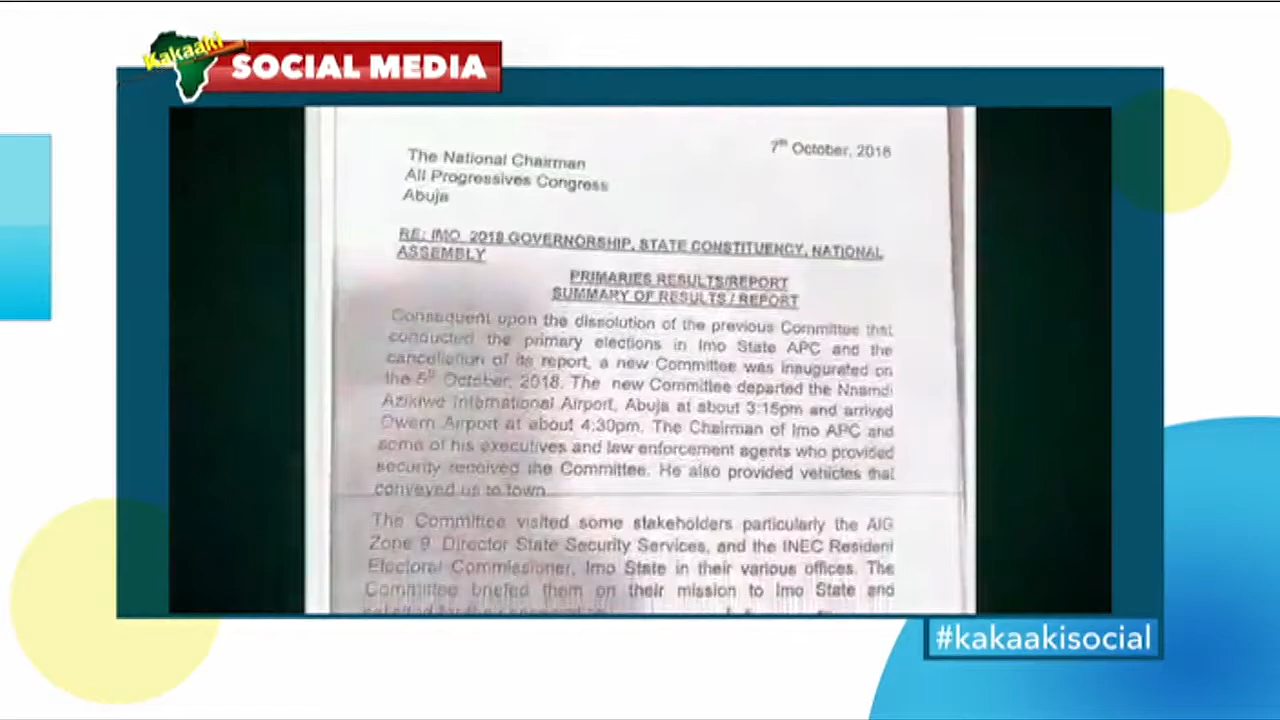 Kakaaki
SOCIAL MEDIA
7th October, 2018
The National Chairman
All Progressives Congress
Abuja
RE: IMO 2018 GOVERNORSHIP, STATE CONSTITUENCY, NATIONAL
ASSEMBLY
PRIMARIES RESULTS/REPORT
SUMMARY OF RESULTS / REPORT
Consequent upon the dissolution of the previous Committee that
conducted the primary elections in Imo State APC and the
cancellation of its report, a new Committee was inaugurated on
the 5th October, 2018. The new Committee departed the Nnamdi
Azikiwe International Airport, Abuja at about 3:15pm and arrived
Owerri Airport at about 4:30pm. The Chairman of Imo APC and
some of his executives and law enforcement agents who provided
security received the Committee. He also provided vehicles that
conveyed us to town
The Committee visited some stakeholders particularly the AIG
Zone 9, Director State Security Services, and the INEC Resident
Electoral Commissioner, Imo State in their various offices. The
Committee briefed them on their mission to Imo State and
#kakaakisocial